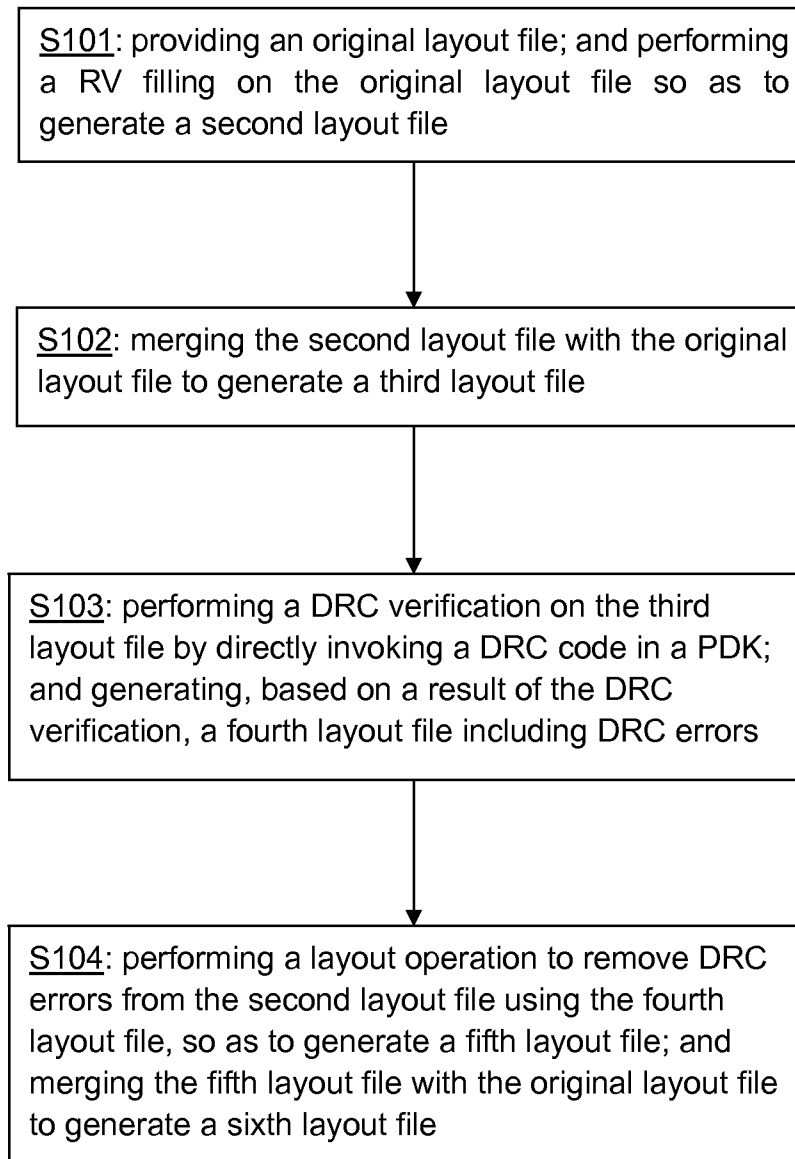 S101: providing an original layout file; and performing
a RV filling on the original layout file so as to
generate a second layout file
S102: merging the second layout file with the original
layout file to generate a third layout file
S103: performing a DRC verification on the third
layout file by directly invoking a DRC code in a PDK;
and generating, based on a result of the DRC
verification, a fourth layout file including DRC errors
S104: performing a layout operation to remove DRC
errors from the second layout file using the fourth
layout file, so as to generate a fifth layout file; and
merging the fifth layout file with the original layout file
to generate a sixth layout file